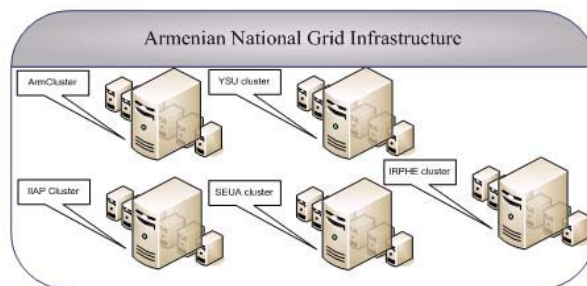 Armenian National Grid Infrastructure
ArmCluster
YSU cluster
IRPHE cluster
IIAP Cluster
SEUA cluster